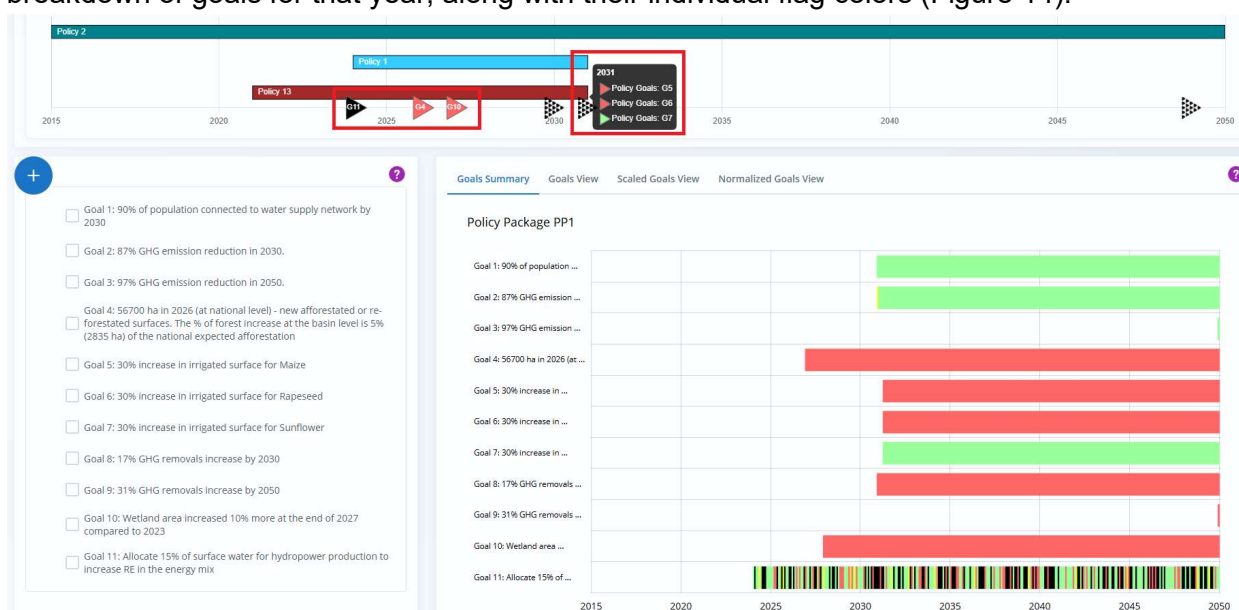 breakdown of goals for that year, along with their individual flag colors (Figure 11).
Policy 2
Policy 1
Policy 13
G11
G4
G10
2031
Policy Goals: G5
Policy Goals: G6
Policy Goals: G7
2015 2020 2025 2030 2035 2040 2045 2050
+
?
Goal 1: 90% of population connected to water supply network by
2030
Goal 2: 87% GHG emission reduction in 2030.
Goal 3: 97% GHG emission reduction in 2050.
Goal 4: 56700 ha in 2026 (at national level) - new afforestated or re-
forestated surfaces. The % of forest increase at the basin level is 5%
(2835 ha) of the national expected afforestation
Goal 5: 30% increase in irrigated surface for Maize
Goal 6: 30% increase in irrigated surface for Rapeseed
Goal 7: 30% increase in irrigated surface for Sunflower
Goal 8: 17% GHG removals increase by 2030
Goal 9: 31% GHG removals increase by 2050
Goal 10: Wetland area increased 10% more at the end of 2027
compared to 2023
Goal 11: Allocate 15% of surface water for hydropower production to
increase RE in the energy mix
Goals Summary Goals View Scaled Goals View Normalized Goals View
?
Policy Package PP1
Goal 1: 90% of population ...
Goal 2: 87% GHG emission ...
Goal 3: 97% GHG emission ...
Goal 4: 56700 ha in 2026 (at ...
Goal 5: 30% increase in ...
Goal 6: 30% increase in ...
Goal 7: 30% increase in ...
Goal 8: 17% GHG removals ...
Goal 9: 31% GHG removals ...
Goal 10: Wetland area ...
Goal 11: Allocate 15% of ...
2015 2020 2025 2030 2035 2040 2045 2050